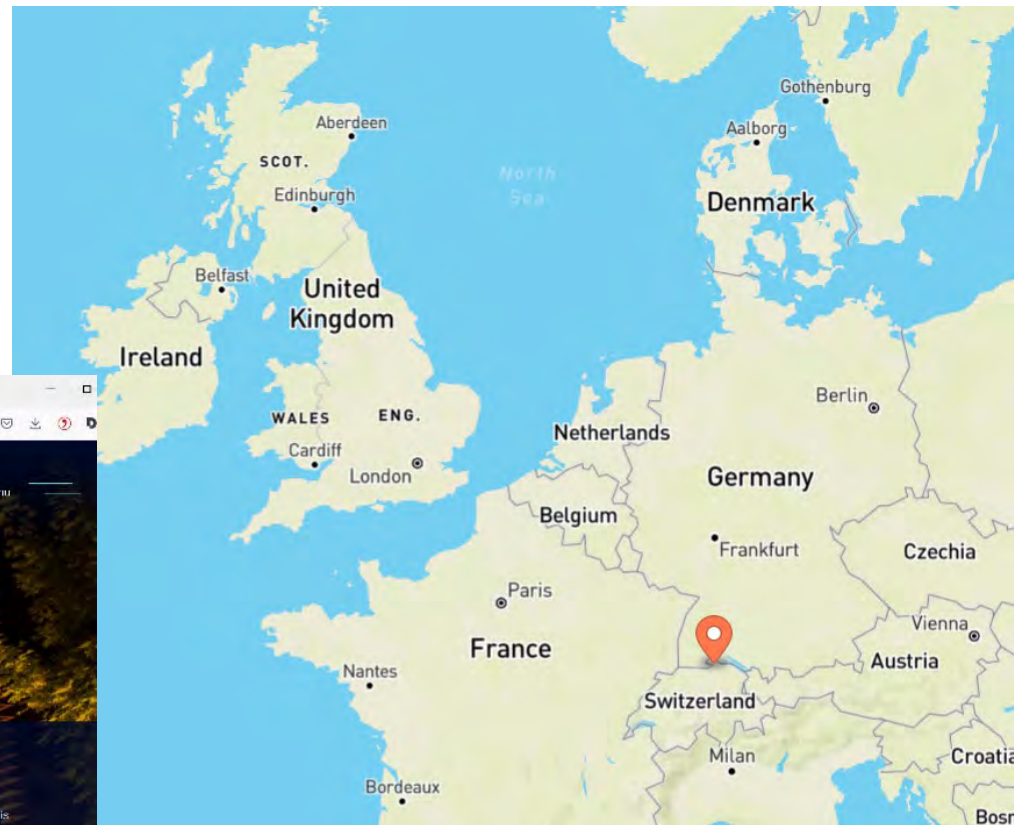 Gothenburg
Aberdeen
Aalborg
SCOT.
North
Sea
Edinburgh
Denmark
Belfast
United
Kingdom
Ireland
Berlin
WALES
ENG.
Netherlands
Cardiff
London
Germany
Belgium
Frankfurt
Czechia
Paris
Vienna
France
Austria
Nantes
Switzerland
Milan
Croatia
Bordeaux